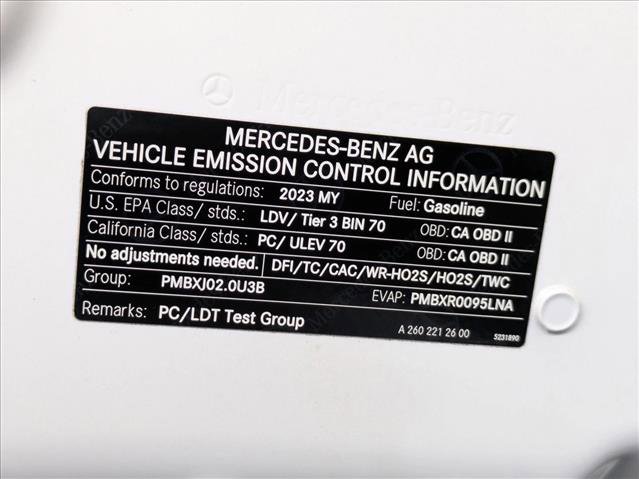 Mercedes-Benz
MERCEDES-BENZ AG
VEHICLE EMISSION CONTROL INFORMATION
Conforms to regulations: 2023 MY Fuel: Gasoline
U.S. EPA Class/ stds.: LDV/ Tier 3 BIN 70 OBD: CA OBD II
California Class/ stds.: PC/ ULEV 70 OBD: CA OBD II
No adjustments needed. DFI/TC/CAC/WR-HO2S/HO2S/TWC
Group: PMBXJ02.0U3B EVAP: PMBXR0095LNA
Remarks: PC/LDT Test Group
A 260 221 26 00 5231890